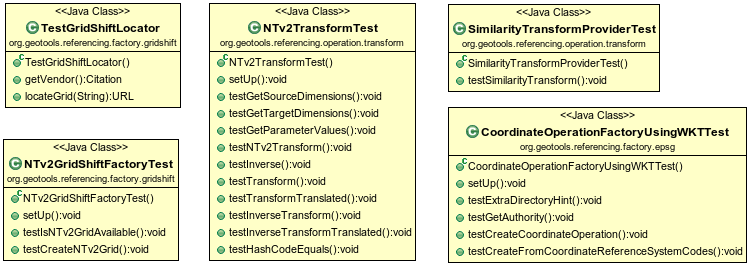 <<Java Class>>
TestGridShiftLocator
org.geotools.referencing.factory.gridshift
TestGridShiftLocator()
getVendor():Citation
locateGrid(String):URL
<<Java Class>>
NTv2GridShiftFactoryTest
org.geotools.referencing.factory.gridshift
NTv2GridShiftFactoryTest()
setUp():void
testIsNTv2GridAvailable():void
testCreateNTv2Grid():void
<<Java Class>>
NTv2TransformTest
org.geotools.referencing.operation.transform
NTv2TransformTest()
setUp():void
testGetSourceDimensions():void
testGetTargetDimensions():void
testGetParameterValues():void
testNTv2Transform():void
testInverse():void
testTransform():void
testTransformTranslated():void
testInverseTransform():void
testInverseTransformTranslated():void
testHashCodeEquals():void
<<Java Class>>
SimilarityTransformProviderTest
org.geotools.referencing.operation.transform
SimilarityTransformProviderTest()
testSimilarityTransform():void
<<Java Class>>
CoordinateOperationFactoryUsingWKTTest
org.geotools.referencing.factory.epsg
CoordinateOperationFactoryUsingWKTTest()
setUp():void
testExtraDirectoryHint():void
testGetAuthority():void
testCreateCoordinateOperation():void
testCreateFromCoordinateReferenceSystemCodes():void